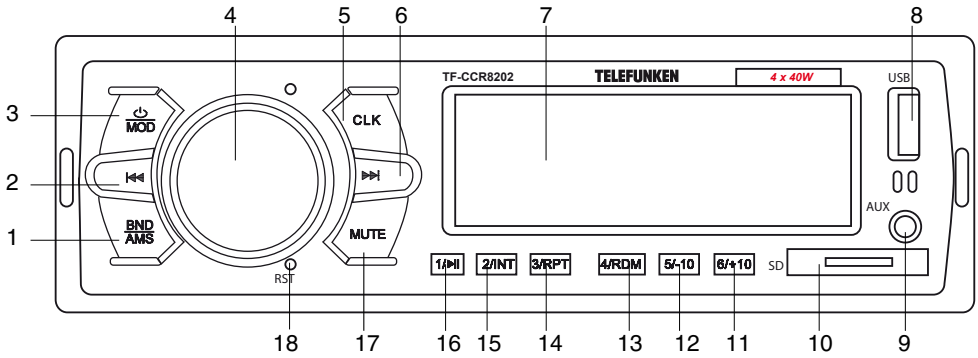 4 5 6 7 8
TF-CCR8202 TELEFUNKEN 4 x 40W USB
3 MOD CLK
2
AUX
1 BND AMS MUTE
RST 1/⏯ 2/INT 3/RPT 4/RDM 5/-10 6/+10 SD
18 17 16 15 14 13 12 11 10 9